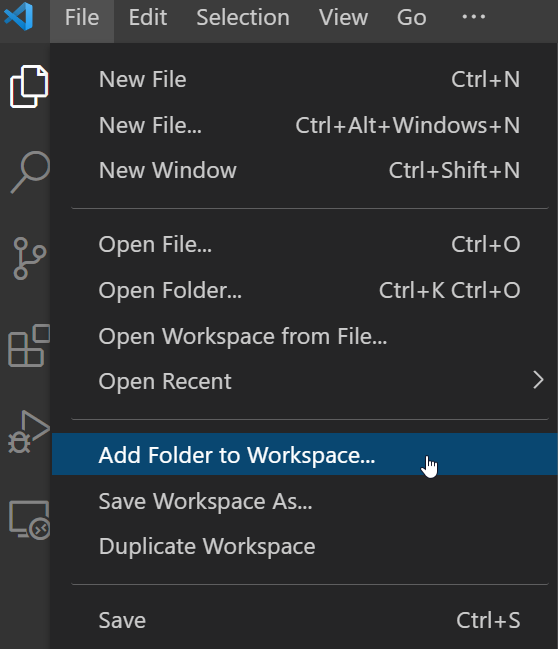 File Edit Selection View Go ···
New File Ctrl+N
New File... Ctrl+Alt+Windows+N
New Window Ctrl+Shift+N
Open File... Ctrl+O
Open Folder... Ctrl+K Ctrl+O
Open Workspace from File...
Open Recent
Add Folder to Workspace...
Save Workspace As...
Duplicate Workspace
Save Ctrl+S